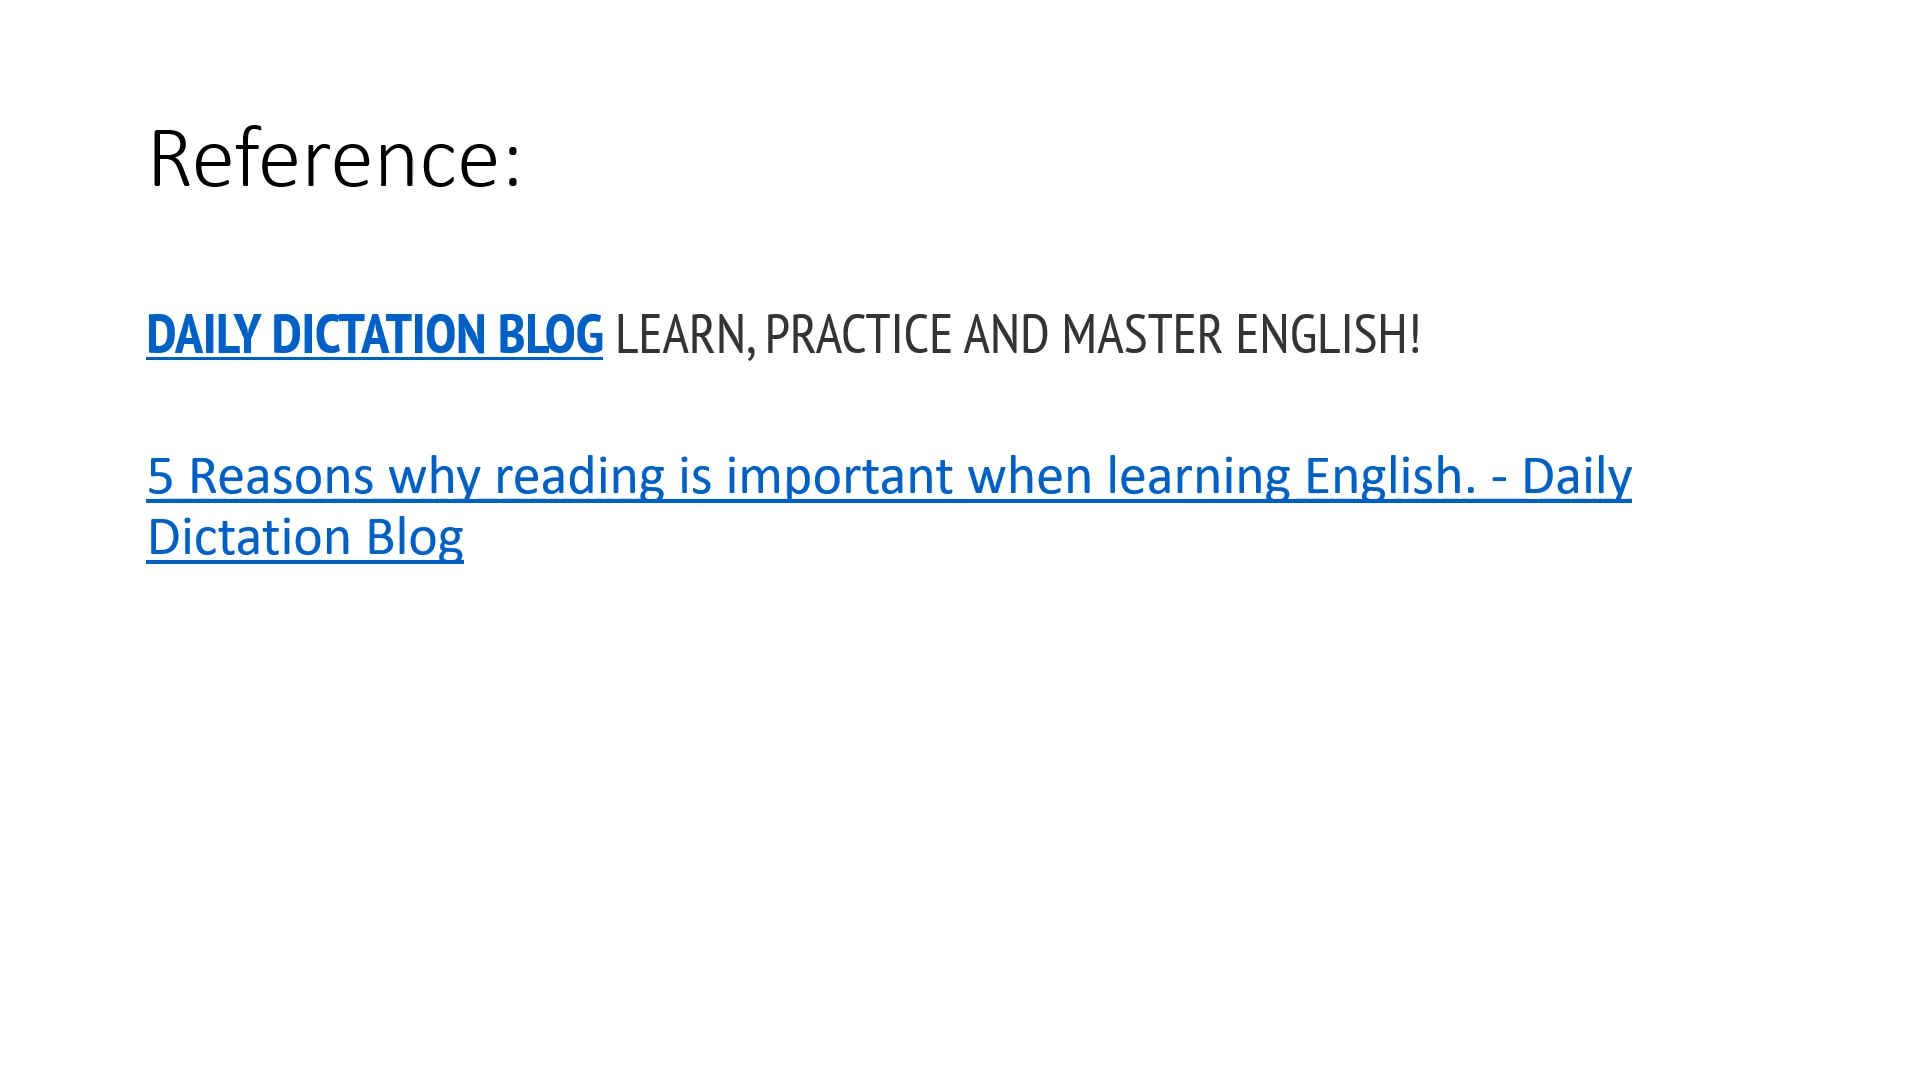 Reference:
DAILY DICTATION BLOG LEARN, PRACTICE AND MASTER ENGLISH!
5 Reasons why reading is important when learning English. - Daily
Dictation Blog